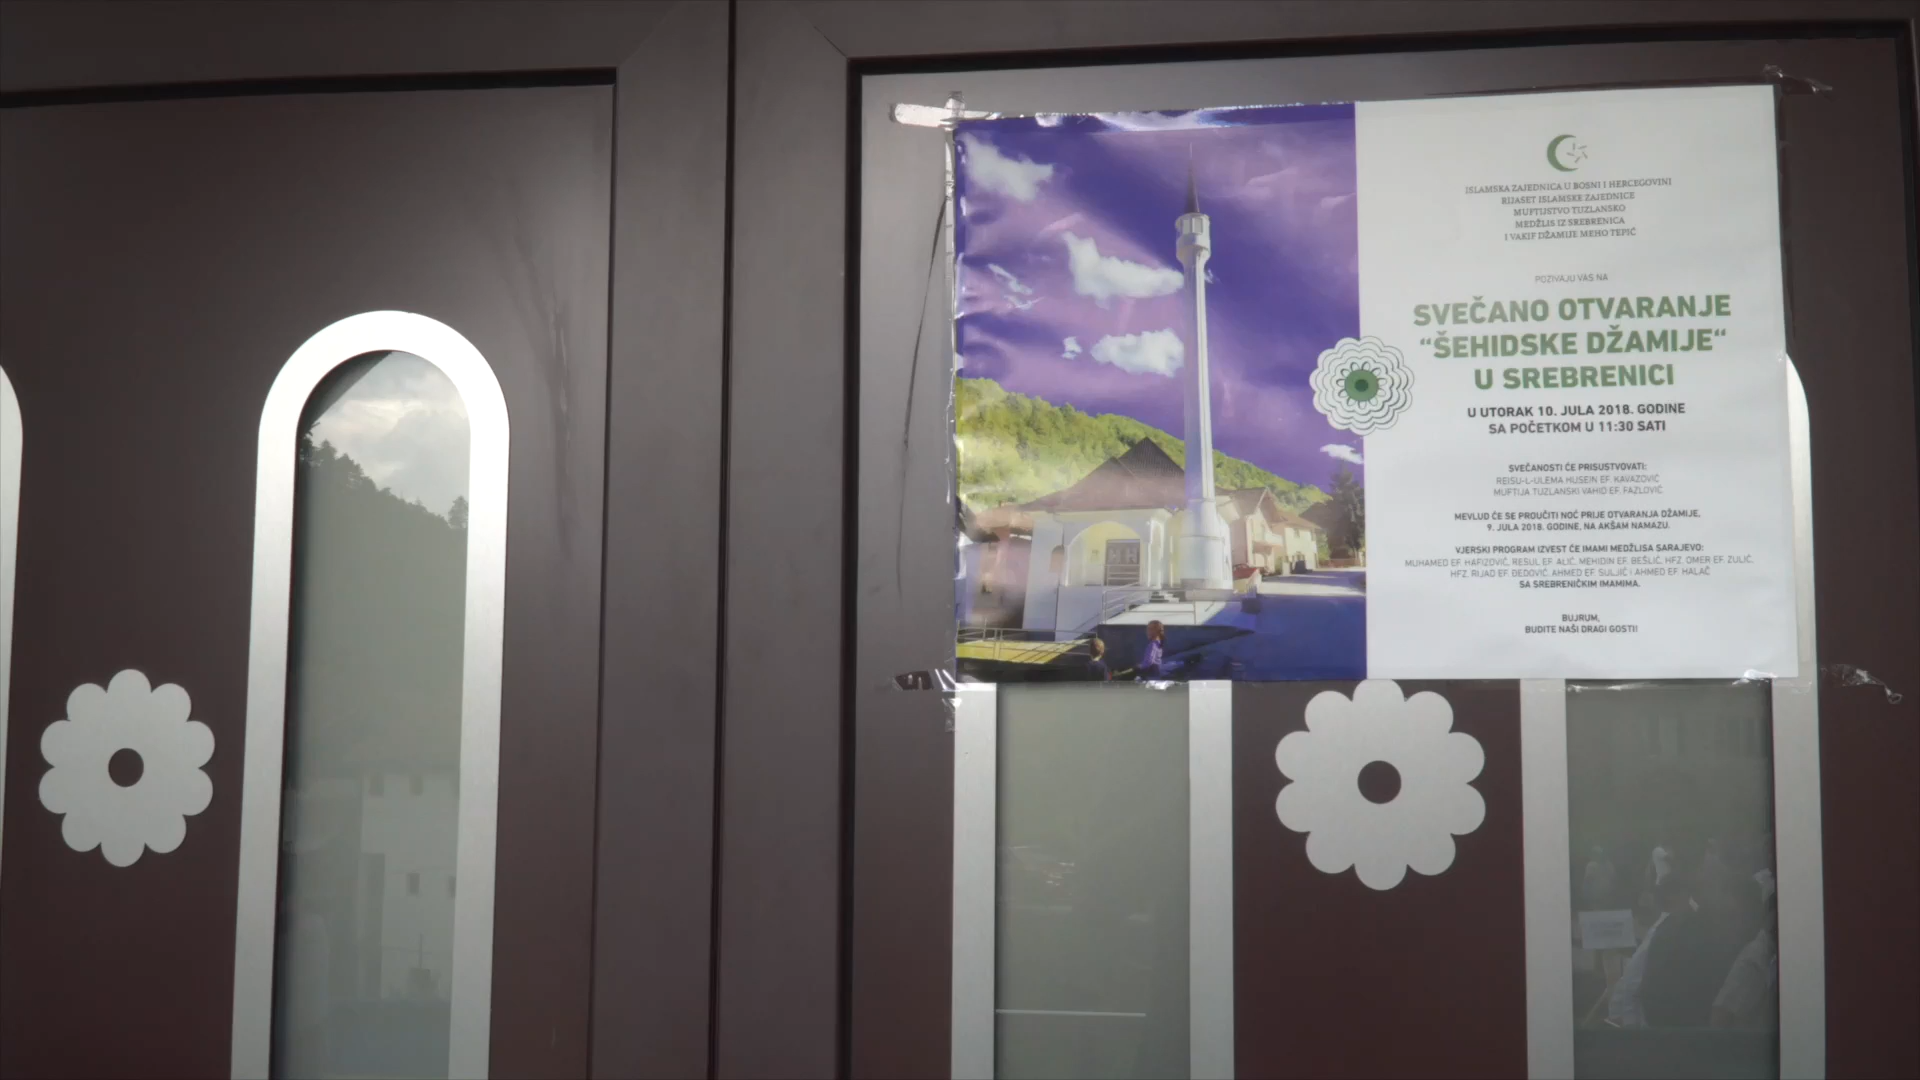 ISLAMSKA ZAJEDNICA U BOSNI I HERCEGOVINI
RIJASET ISLAMSKE ZAJEDNICE
MUFTIJSTVO TUZLANSKO
MEDŽLIS IZ SREBRENICA
I VAKIF DŽAMIJE MEHO TEPIĆ
POZIVAJU VAS NA
SVEČANO OTVARANJE
“ŠEHIDSKE DŽAMIJE“
U SREBRENICI
U UTORAK 10. JULA 2018. GODINE
SA POČETKOM U 11:30 SATI
SVEČANOSTI ĆE PRISUSTVOVATI:
REISU-L-ULEMA HUSEIN EF. KAVAZOVIĆ
MUFTIJA TUZLANSKI VAHID EF. FAZLOVIĆ
MEVLUD ĆE SE PROUČITI NOĆ PRIJE OTVARANJA DŽAMIJE,
9. JULA 2018. GODINE, NA AKŠAM NAMAZU.
VJERSKI PROGRAM IZVEST ĆE IMAMI MEDŽLISA SARAJEVO:
MUHAMED EF. HAFIZOVIĆ, RESUL EF. ALIĆ, MEHIDIN EF. BEŠLIĆ, HFZ. OMER EF. ZULIĆ,
HFZ. RIJAD EF. DEDOVIĆ, AHMED EF. SULJIĆ i AHMED EF. HALAČ
SA SREBRENIČKIM IMAMIMA.
BUJRUM,
BUDITE NAŠI DRAGI GOSTI!